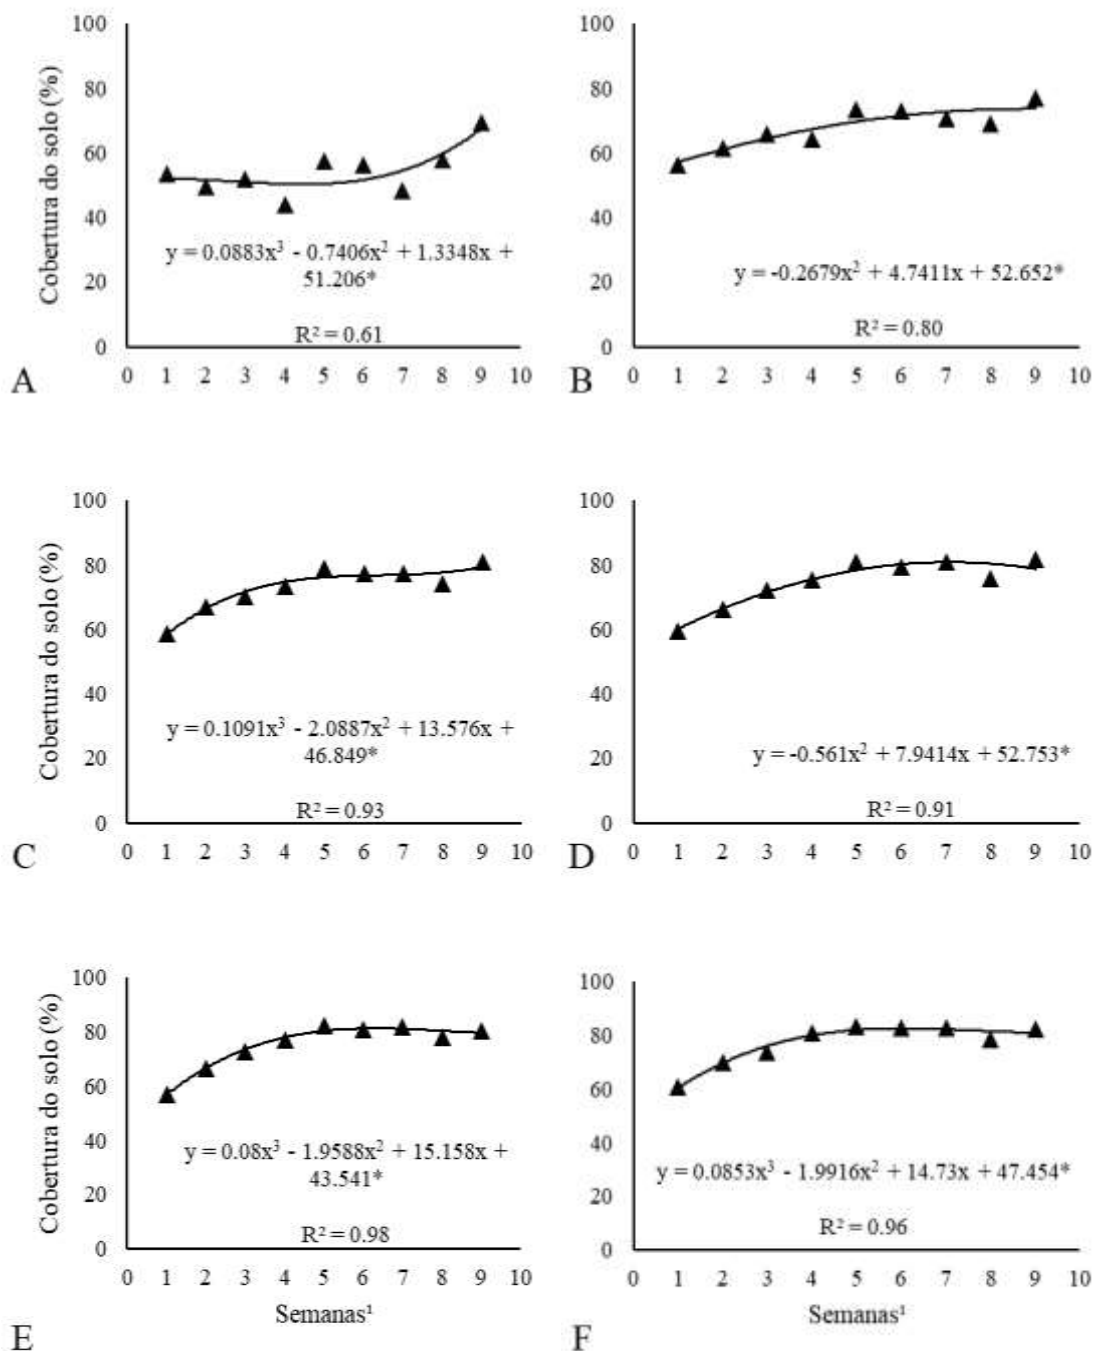 Cobertura do solo (%)
100
80
60
40
20
0
y = 0.0883x³ - 0.7406x² + 1.3348x +
51.206*
R² = 0.61
0 1 2 3 4 5 6 7 8 9 10
A
100
80
60
40
20
0
y = -0.2679x² + 4.7411x + 52.652*
R² = 0.80
0 1 2 3 4 5 6 7 8 9 10
B
Cobertura do solo (%)
100
80
60
40
20
0
y = 0.1091x³ - 2.0887x² + 13.576x +
46.849*
R² = 0.93
0 1 2 3 4 5 6 7 8 9 10
C
100
80
60
40
20
0
y = -0.561x² + 7.9414x + 52.753*
R² = 0.91
0 1 2 3 4 5 6 7 8 9 10
D
Cobertura do solo (%)
100
80
60
40
20
0
y = 0.08x³ - 1.9588x² + 15.158x +
43.541*
R² = 0.98
0 1 2 3 4 5 6 7 8 9 10
Semanas¹
E
100
80
60
40
20
0
y = 0.0853x³ - 1.9916x² + 14.73x + 47.454*
R² = 0.96
0 1 2 3 4 5 6 7 8 9 10
Semanas¹
F